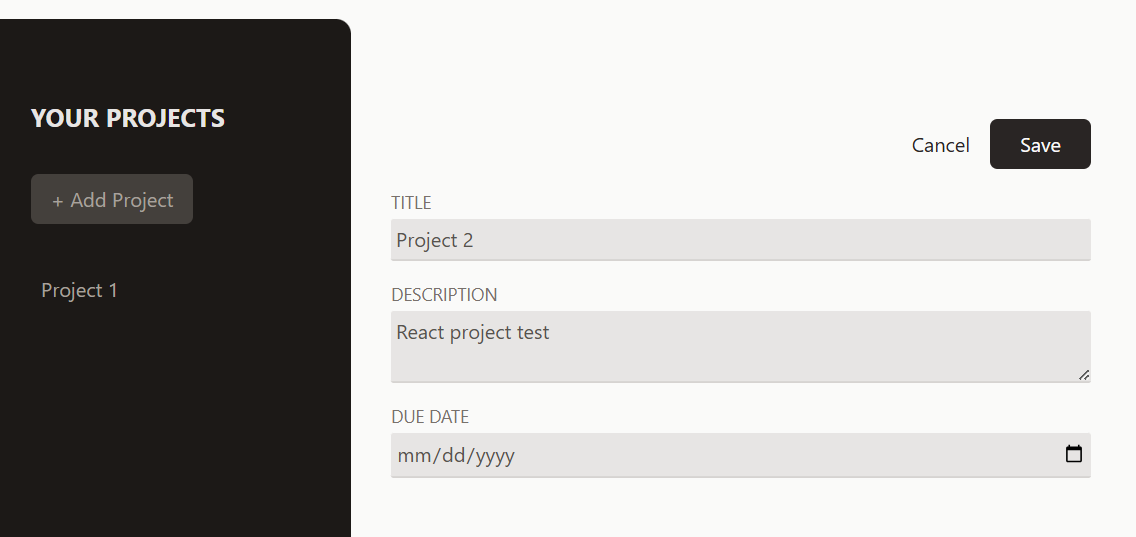 YOUR PROJECTS
+ Add Project
Project 1
Cancel
Save
TITLE
Project 2
DESCRIPTION
React project test
DUE DATE
mm/dd/yyyy